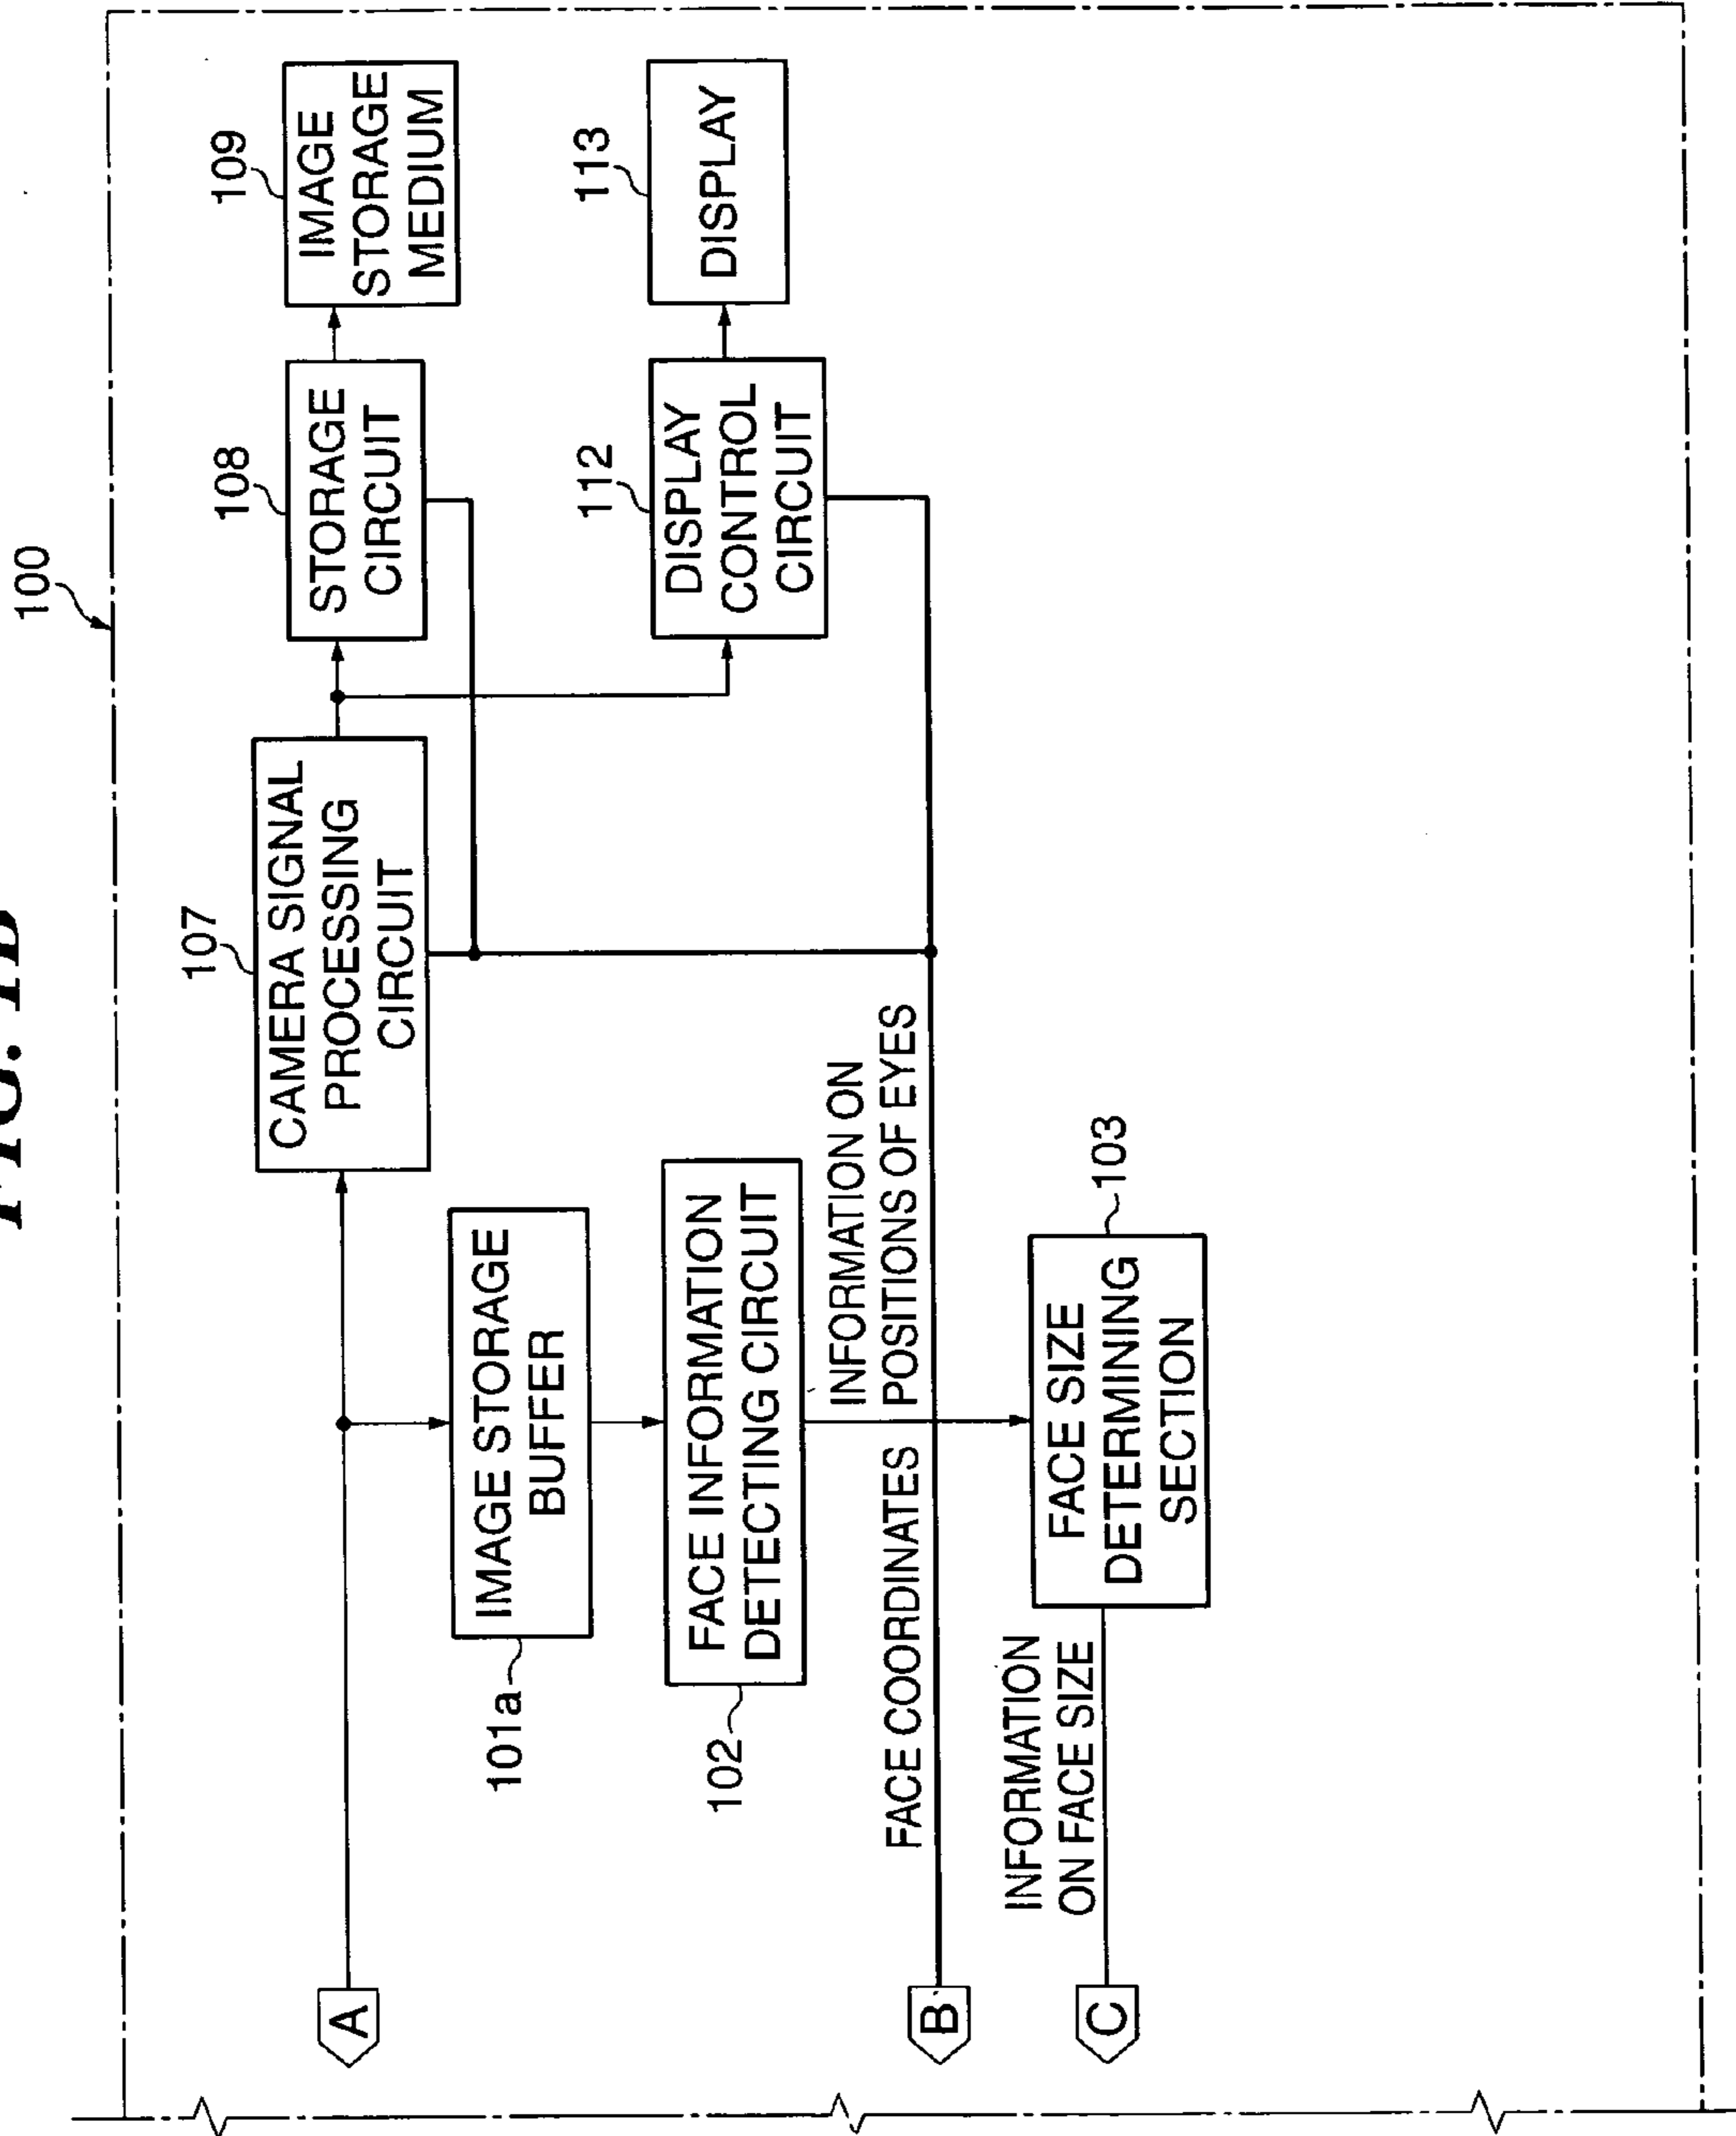 FIG. 1B
100
107
CAMERA SIGNAL
PROCESSING
CIRCUIT
108
STORAGE
CIRCUIT
109
IMAGE
STORAGE
MEDIUM
A
101a
IMAGE STORAGE
BUFFER
102
FACE INFORMATION
DETECTING CIRCUIT
112
DISPLAY
CONTROL
CIRCUIT
113
DISPLAY
INFORMATION ON
POSITIONS OF EYES
FACE COORDINATES
B
INFORMATION
ON FACE SIZE
C
103
FACE SIZE
DETERMINING
SECTION